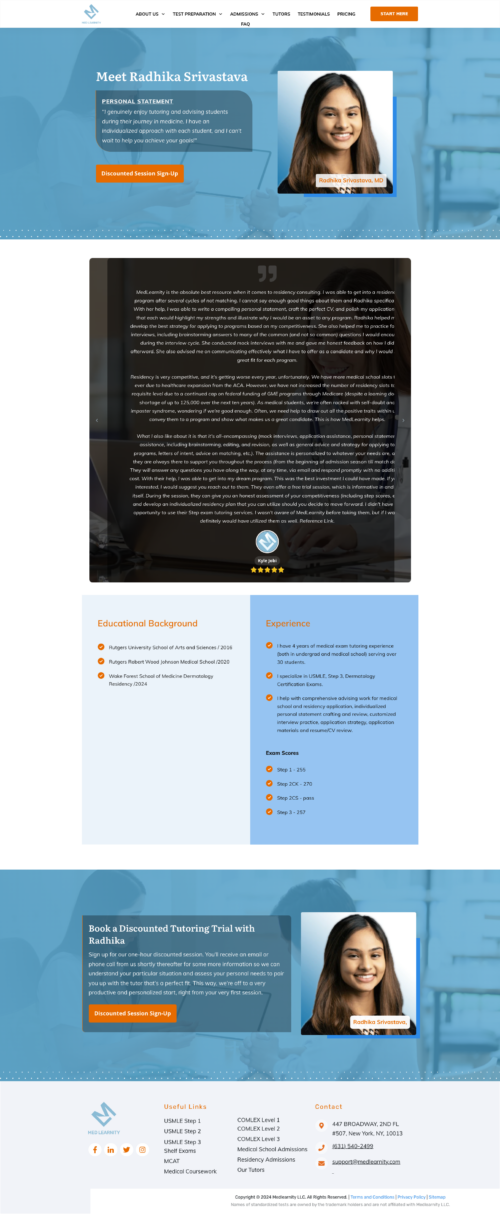 ABOUT US TEST PREPARATION ADMISSIONS TUTORS TESTIMONIALS PRICING
FAQ
START HERE
MED LEARNITY
Meet Radhika Srivastava
PERSONAL STATEMENT
"I genuinely enjoy tutoring and advising students
during their journey in medicine. I have an
individualized approach with each student, and I can't
wait to help you achieve your goals!"
Discounted Session Sign-Up
Radhika Srivastava, MD
MedLearnity is the absolute best resource when it comes to residency consulting. I was able to get into a residen
program after several cycles of not matching. I cannot say enough good things about them and Radhika specifica
With her help, I was able to write a compelling personal statement, craft the perfect CV, and polish my application
that each would highlight my strengths and illustrate why I would be an asset to any program. Radhika helped m
develop the best strategy for applying to programs based on my competitiveness. She also helped me to practice fo
interviews, including brainstorming answers to many of the common (and not so common) questions I would encou
during the interview cycle. She conducted mock interviews with me and gave me honest feedback on how I did
afterward. She also advised me on communicating effectively what I have to offer as a candidate and why I would
great fit for each program.
Residency is very competitive, and it's getting worse every year, unfortunately. We have more medical school slots t
ever due to healthcare expansion from the ACA. However, we have not increased the number of residency slots to
requisite level due to a continued cap on federal funding of GME programs through Medicare (despite a looming do
shortage of up to 125,000 over the next ten years). As medical students, we're often racked with self-doubt and
imposter syndrome, wondering if we're good enough. Often, we need help to draw out all the positive traits within u
convey them to a program and show what makes us a great candidate. This is how MedLearnity helps.
What I also like about it is that it's all-encompassing (mock interviews, application assistance, personal stateme
assistance, including brainstorming, editing, and revision, as well as general advice and strategy for applying to
programs, letters of intent, advice on matching, etc.). The assistance is personalized to whatever your needs are, a
they are always there to support you throughout the process (from the beginning of admission season till match d
They will answer any questions you have along the way, at any time, via email and respond promptly with no additi
cost. With their help, I was able to get into my dream program. This was the best investment I could have made. If y
interested, I would suggest you reach out to them. They even offer a free trial session, which is informative in and
itself. During the session, they can give you an honest assessment of your competitiveness (including step scores, e
and develop an individualized residency plan that you can utilize should you decide to move forward. I didn't have
opportunity to use their Step exam tutoring services. I wasn't aware of MedLearnity before taking them, but if I wa
definitely would have utilized them as well. Reference Link.
Kyle Jobi
Educational Background
Rutgers University School of Arts and Sciences / 2016
Rutgers Robert Wood Johnson Medical School /2020
Wake Forest School of Medicine Dermatology
Residency /2024
Experience
I have 4 years of medical exam tutoring experience
(both in undergrad and medical school) serving over
30 students.
I specialize in USMLE, Step 3, Dermatology
Certification Exams.
I help with comprehensive advising work for medical
school and residency application, individualized
personal statement crafting and review, customized
interview practice, application strategy, application
materials and resume/CV review.
Exam Scores
Step 1 - 255
Step 2CK - 270
Step 2CS - pass
Step 3 - 257
Book a Discounted Tutoring Trial with
Radhika
Sign up for our one-hour discounted session. You'll receive an email or
phone call from us shortly thereafter for some more information so we can
understand your particular situation and assess your personal needs to pair
you up with the tutor that's a perfect fit. This way, we're off to a very
productive and personalized start, right from your very first session.
Discounted Session Sign-Up
Radhika Srivastava,
MED LEARNITY
Useful Links
USMLE Step 1
USMLE Step 2
USMLE Step 3
Shelf Exams
MCAT
Medical Coursework
COMLEX Level 1
COMLEX Level 2
COMLEX Level 3
Medical School Admissions
Residency Admissions
Our Tutors
Contact
447 BROADWAY, 2ND FL
#507, New York, NY, 10013
(631) 540-2499
support@medlearnity.com
Copyright © 2024 Medlearnity LLC, All Rights Reserved. | Terms and Conditions | Privacy Policy | Sitemap
Names of standardized tests are owned by the trademark holders and are not affiliated with Medlearnity LLC.